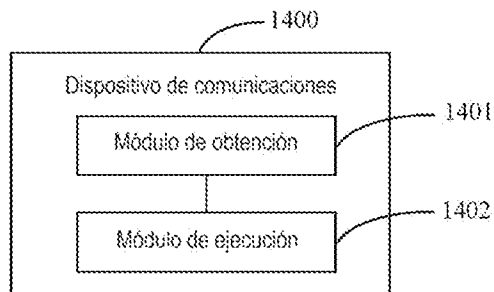 1400
Dispositivo de comunicaciones
Módulo de obtención
1401
Módulo de ejecución
1402